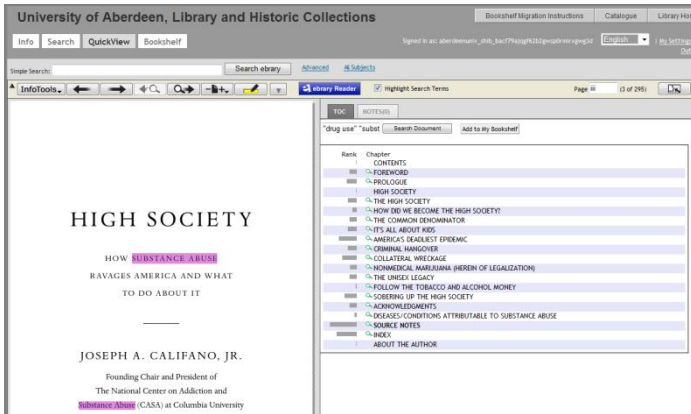 University of Aberdeen, Library and Historic Collections
Bookshelf Migration Instructions Catalogue Library
Info Search QuickView Bookshelf
Signed in as: English My
Simple Search: Search ebrary Advanced All Subjects
InfoTools ebrary Reader Highlight Search Terms Page iii (3 of 295)
TOC NOTES(0)
"drug use" "subst Search Document Add to My Bookshelf
Rank Chapter
CONTENTS
FOREWORD
PROLOGUE
HIGH SOCIETY
THE HIGH SOCIETY
HOW DID WE BECOME THE HIGH SOCIETY?
THE COMMON DENOMINATOR
IT'S ALL ABOUT KIDS
AMERICA'S DEADLIEST EPIDEMIC
CRIMINAL HANGOVER
COLLATERAL WRECKAGE
NONMEDICAL MARIJUANA (HEREIN OF LEGALIZATION)
THE UNISEX LEGACY
FOLLOW THE TOBACCO AND ALCOHOL MONEY
SOBERING UP THE HIGH SOCIETY
ACKNOWLEDGMENTS
DISEASES/CONDITIONS ATTRIBUTABLE TO SUBSTANCE ABUSE
SOURCE NOTES
INDEX
ABOUT THE AUTHOR
HIGH SOCIETY
HOW SUBSTANCE ABUSE
RAVAGES AMERICA AND WHAT
TO DO ABOUT IT
JOSEPH A. CALIFANO, JR.
Founding Chair and President of
The National Center on Addiction and
Substance Abuse (CASA) at Columbia University